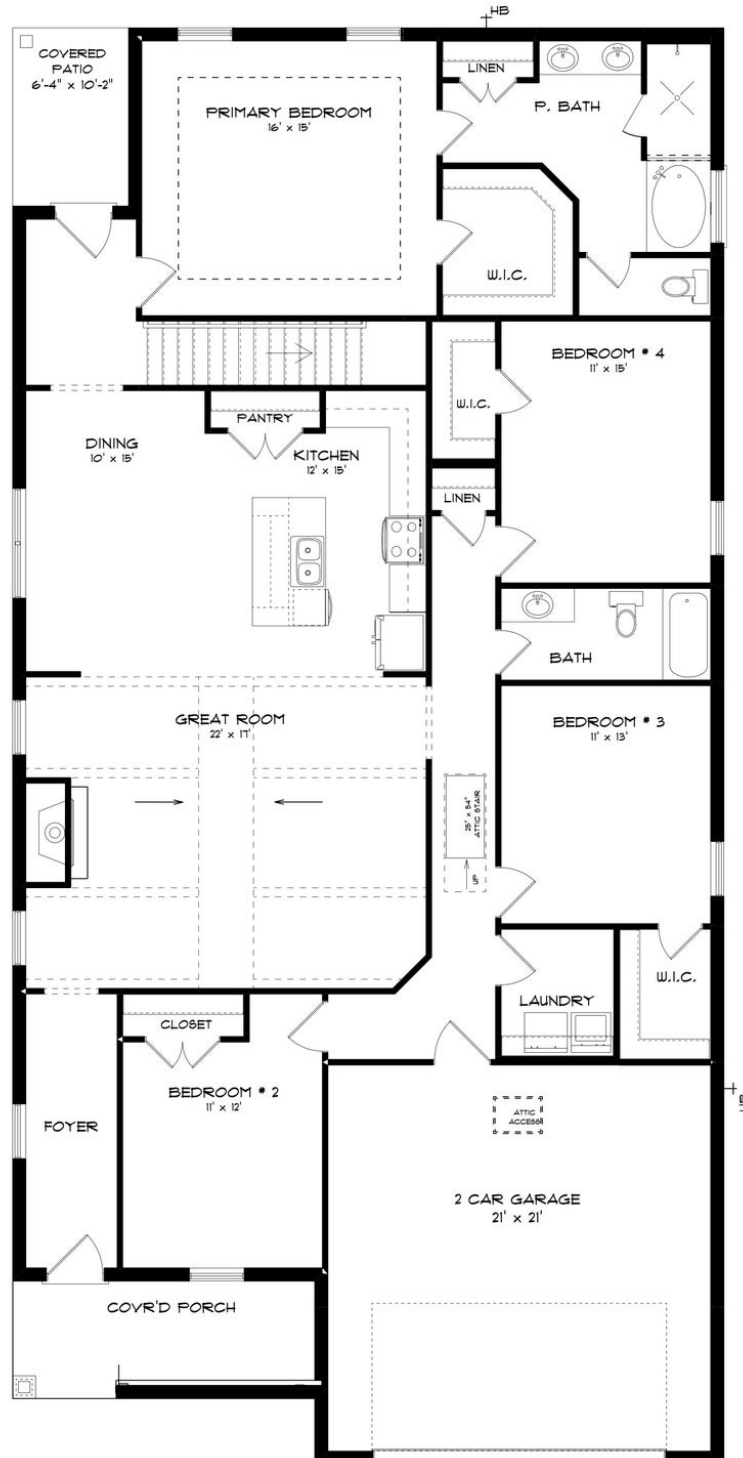 HB
COVERED
PATIO
6'-4" x 10'-2"
PRIMARY BEDROOM
16' x 15'
LINEN
P. BATH
W.I.C.
BEDROOM # 4
11' x 15'
W.I.C.
PANTRY
DINING
10' x 15'
KITCHEN
12' x 15'
LINEN
BATH
GREAT ROOM
22' x 17'
BEDROOM # 3
11' x 13'
25" x 54"
ATTIC STAIR
UP
W.I.C.
LAUNDRY
CLOSET
BEDROOM # 2
11' x 12'
FOYER
ATTIC
ACCESS
HB
2 CAR GARAGE
21' x 21'
COVR'D PORCH